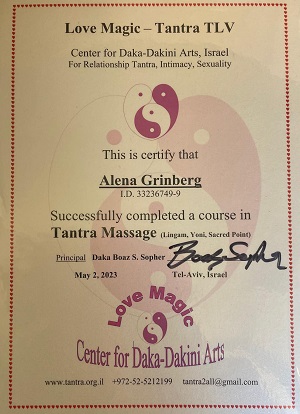 Love Magic – Tantra TLV
Center for Daka-Dakini Arts, Israel
For Relationship Tantra, Intimacy, Sexuality
This is certify that
Alena Grinberg
I.D. 33236749-9
Successfully completed a course in
Tantra Massage (Lingam, Yoni, Sacred Point)
Principal Daka Boaz S. Sopher Boaz Sopher
May 2, 2023 Tel-Aviv, Israel
Love Magic
Center for Daka-Dakini Arts
www.tantra.org.il +972-52-5212199 tantra2all@gmail.com